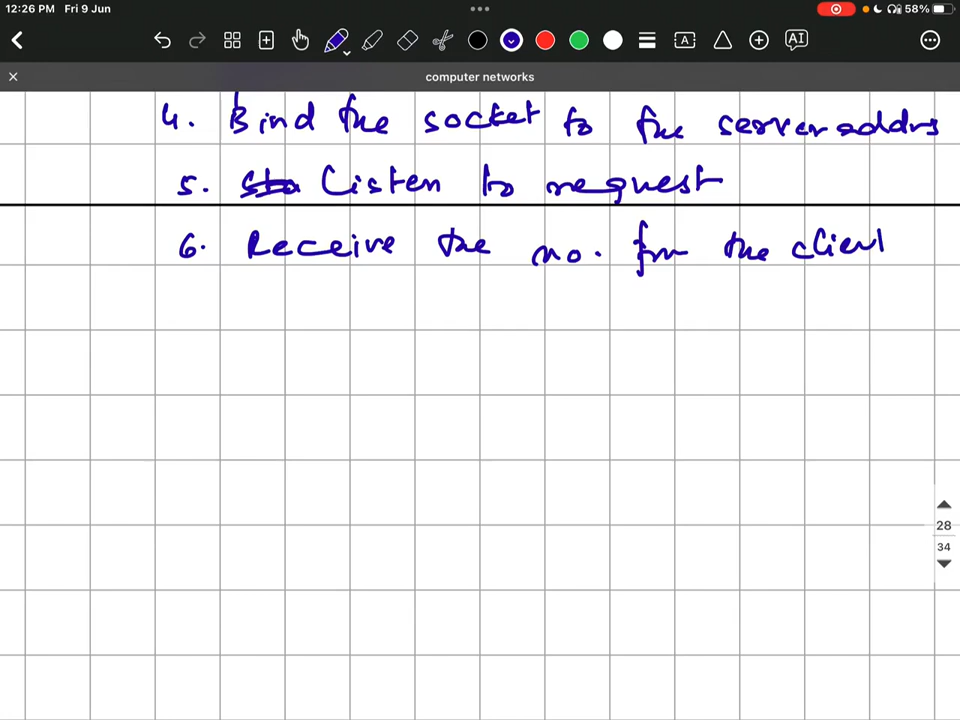 12:26 PM Fri 9 Jun
58%
A
AI
computer networks
4. Bind the socket to the server addrs
5. Listen to request
6. Receive the no. from the client
28
34